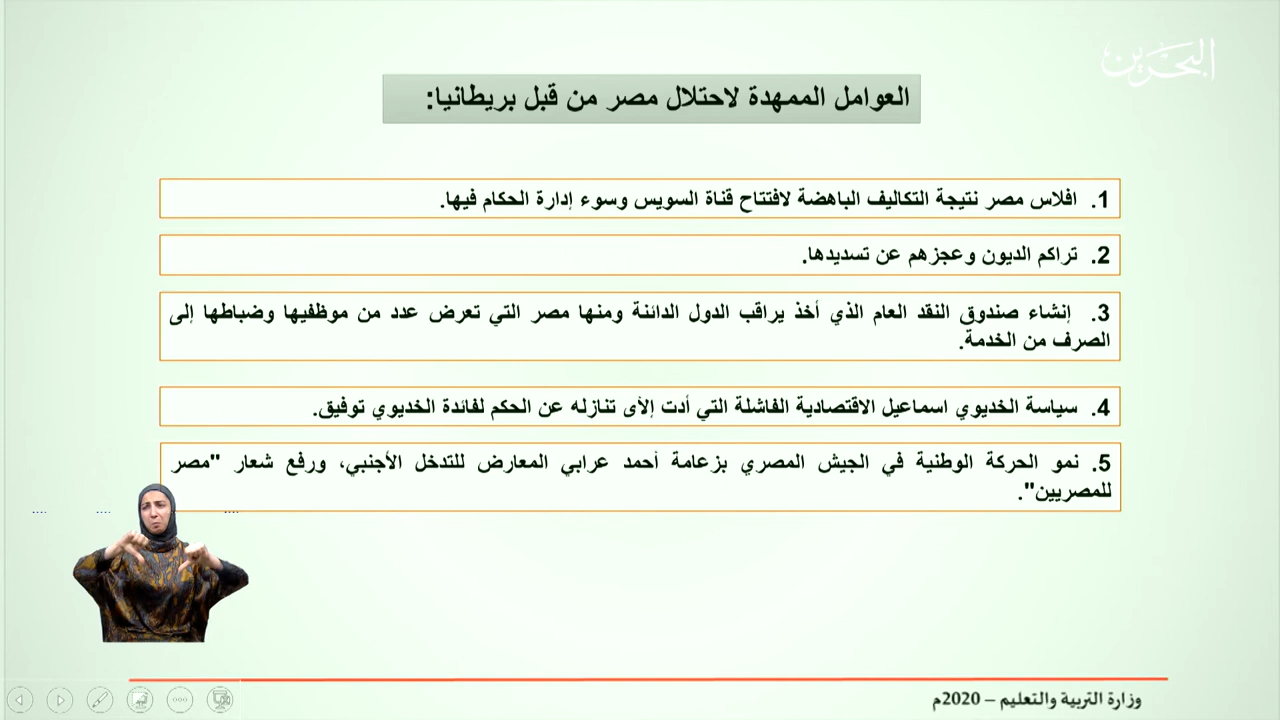 البحرين
العوامل الممهدة لاحتلال مصر من قبل بريطانيا:
1. افلاس مصر نتيجة التكاليف الباهضة لافتتاح قناة السويس وسوء إدارة الحكام فيها.
2. تراكم الديون وعجزهم عن تسديدها.
3. إنشاء صندوق النقد العام الذي أخذ يراقب الدول الدائنة ومنها مصر التي تعرض عدد من موظفيها وضباطها إلى
الصرف من الخدمة.
4. سياسة الخديوي اسماعيل الاقتصادية الفاشلة التي أدت إلأى تنازله عن الحكم لفائدة الخديوي توفيق.
5. نمو الحركة الوطنية في الجيش المصري بزعامة أحمد عرابي المعارض للتدخل الأجنبي، ورفع شعار "مصر
للمصريين".
وزارة التربية والتعليم – 2020م